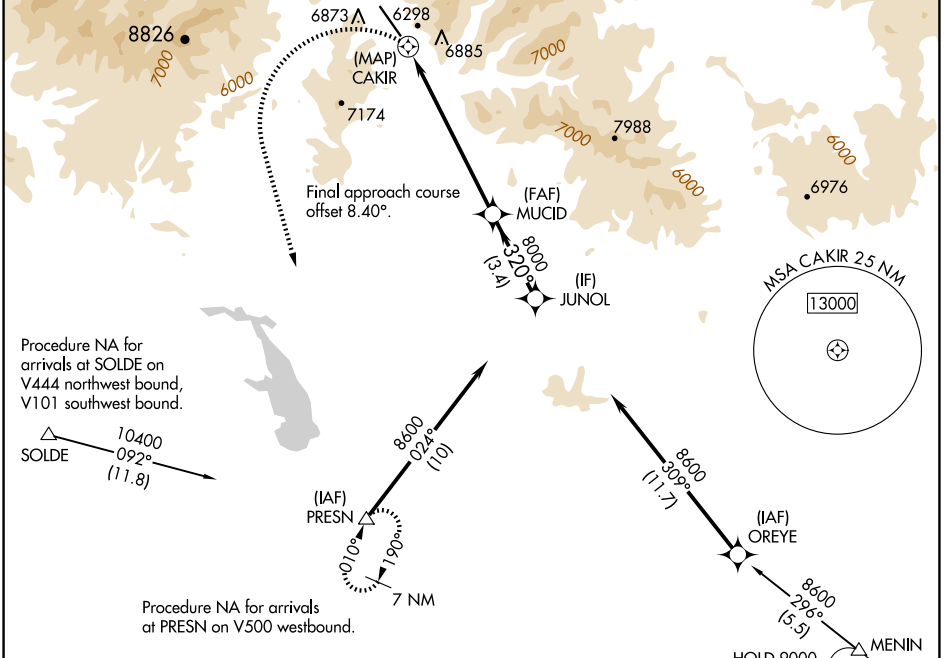 8826
7000
6000
6873
6298
6885
(MAP)
CAKIR
7174
7000
7000
7988
6000
6000
6976
Final approach course
offset 8.40°.
(FAF)
MUCID
8000
320°
(3.4)
(IF)
JUNOL
MSA CAKIR 25 NM
13000
Procedure NA for
arrivals at SOLDE on
V444 northwest bound,
V101 southwest bound.
SOLDE
10400
092°
(11.8)
8600
024°
(10)
(IAF)
PRESN
010°
190°
7 NM
Procedure NA for arrivals
at PRESN on V500 westbound.
8600
309°
(11.7)
(IAF)
OREYE
8600
296°
(5.5)
MENIN
HOLD 9000